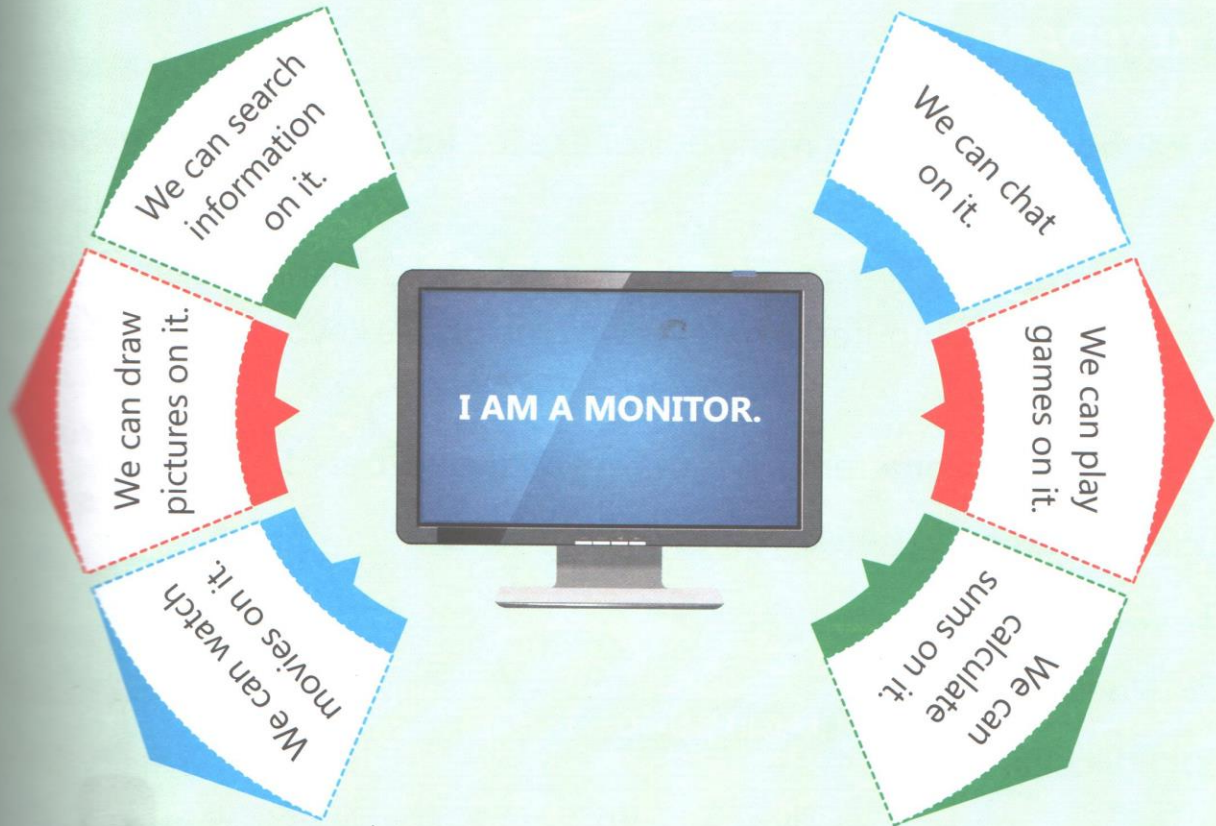 We can search
information
on it.
We can draw
pictures on it.
We can watch
movies on it.
I AM A MONITOR.
We can chat
on it.
We can play
games on it.
We can
calculate
sums on it.